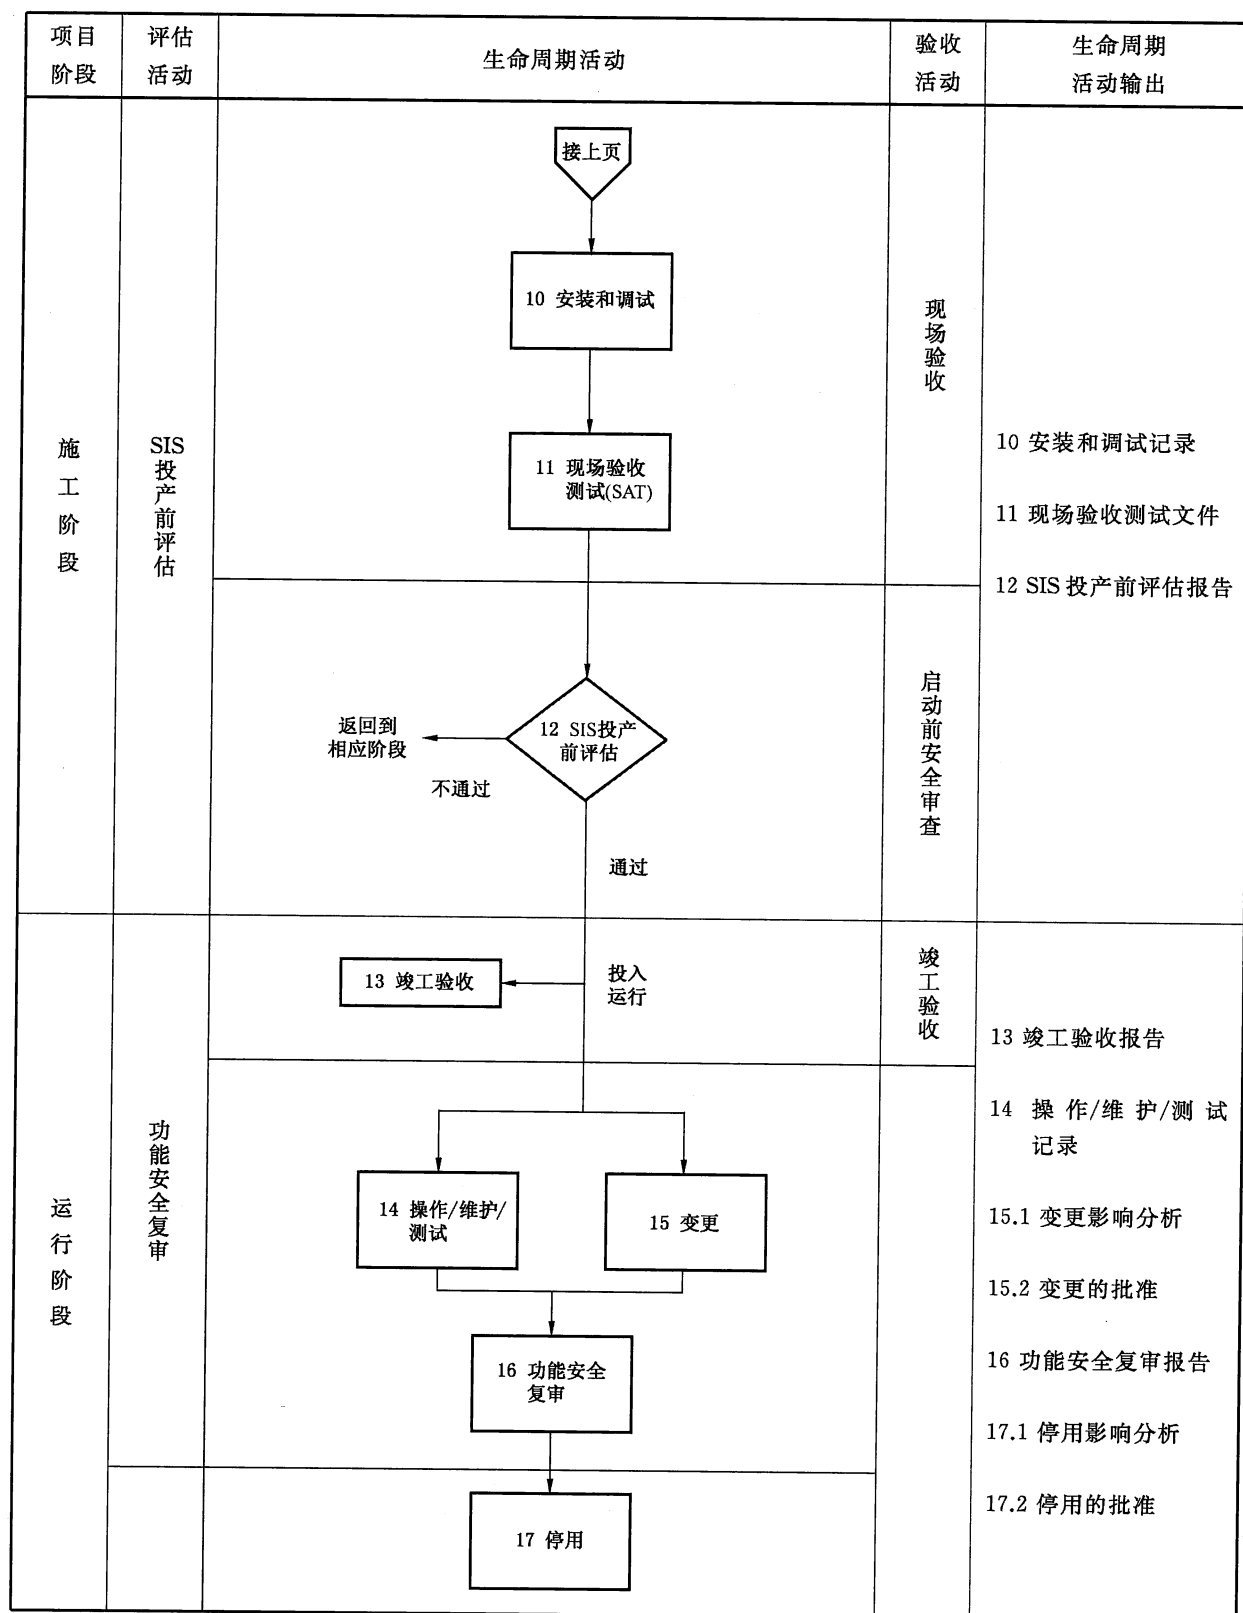 项目
阶段
评估
活动
生命周期活动
验收
活动
生命周期
活动输出
接上页
10 安装和调试
11 现场验收
测试(SAT)
现场验收
施工阶段
SIS
投产前评估
10 安装和调试记录
11 现场验收测试文件
12 SIS 投产前评估报告
12 SIS投产
前评估
返回到
相应阶段
不通过
通过
启动前安全审查
13 竣工验收
投入
运行
竣工验收
运行阶段
功能安全复审
14 操作/维护/
测试
15 变更
16 功能安全
复审
17 停用
13 竣工验收报告
14 操作/维护/测试
记录
15.1 变更影响分析
15.2 变更的批准
16 功能安全复审报告
17.1 停用影响分析
17.2 停用的批准